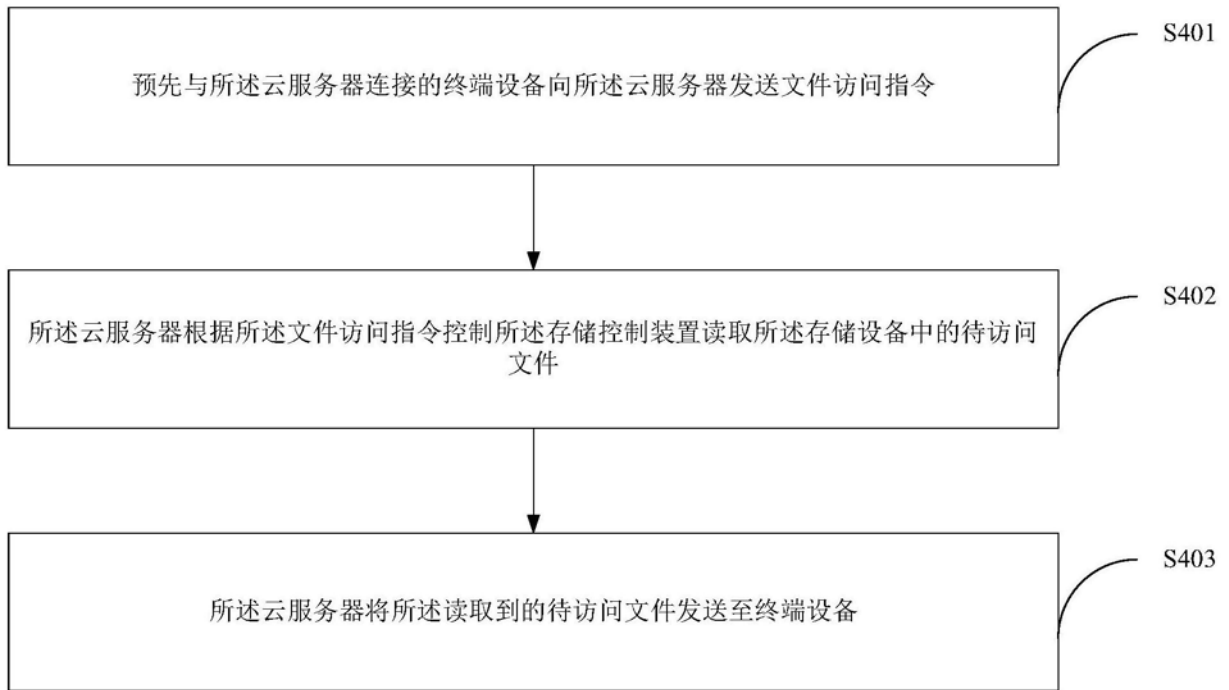 S401
预先与所述云服务器连接的终端设备向所述云服务器发送文件访问指令
S402
所述云服务器根据所述文件访问指令控制所述存储控制装置读取所述存储设备中的待访问
文件
S403
所述云服务器将所述读取到的待访问文件发送至终端设备